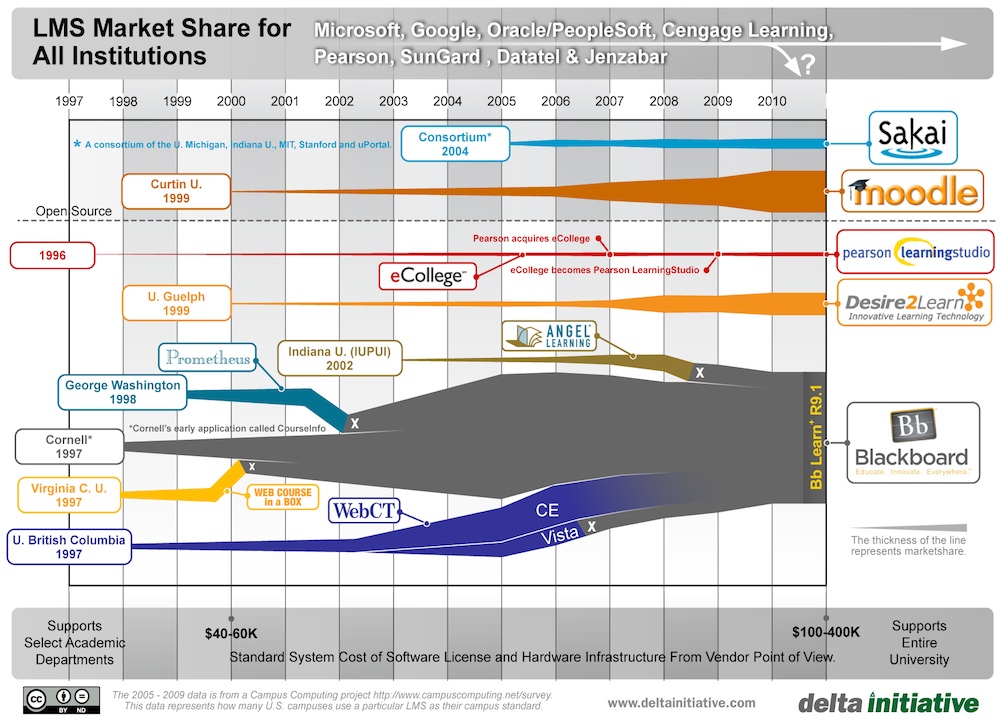 LMS Market Share for
All Institutions
Microsoft, Google, Oracle/PeopleSoft, Cengage Learning,
Pearson, SunGard , Datatel & Jenzabar
?
1997 1998 1999 2000 2001 2002 2003 2004 2005 2006 2007 2008 2009 2010
* A consortium of the U. Michigan, Indiana U., MIT, Stanford and uPortal.
Consortium*
2004
Sakai
Curtin U.
1999
moodle
Open Source
1996
Pearson acquires eCollege
eCollege
eCollege becomes Pearson LearningStudio
pearson learningstudio
U. Guelph
1999
Desire2Learn
Innovative Learning Technology
ANGEL
LEARNING
Prometheus
Indiana U. (IUPUI)
2002
X
George Washington
1998
X
*Cornell's early application called CourseInfo
Cornell*
1997
X
Bb Learn+ R9.1
Bb
Blackboard
Educate. Innovate. Everywhere.™
Virginia C. U.
1997
WEB COURSE
in a BOX
WebCT
CE
Vista
X
U. British Columbia
1997
The thickness of the line
represents marketshare.
Supports
Select Academic
Departments
$40-60K
Standard System Cost of Software License and Hardware Infrastructure From Vendor Point of View.
$100-400K
Supports
Entire
University
cc BY ND
The 2005 - 2009 data is from a Campus Computing project http://www.campuscomputing.net/survey.
This data represents how many U.S. campuses use a particular LMS as their campus standard.
www.deltainitiative.com
delta initiative